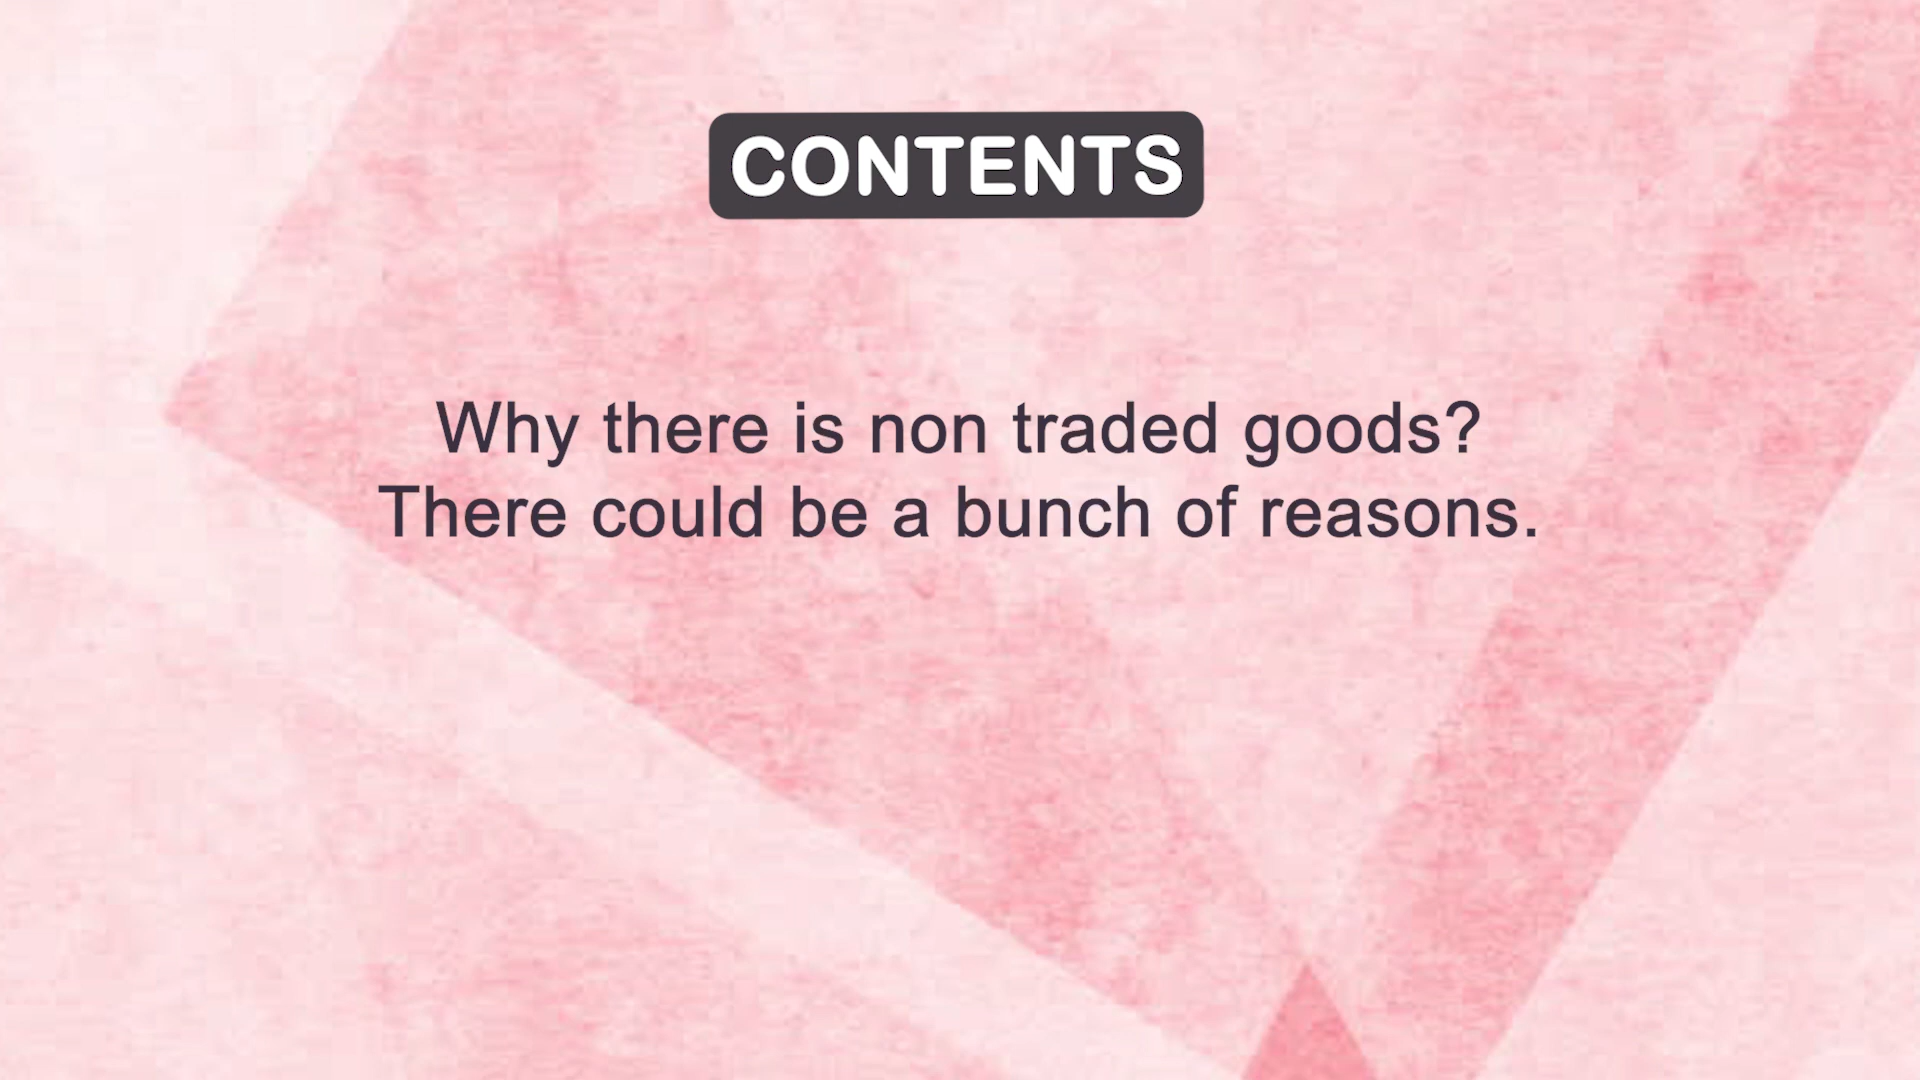 CONTENTS
Why there is non traded goods?
There could be a bunch of reasons.